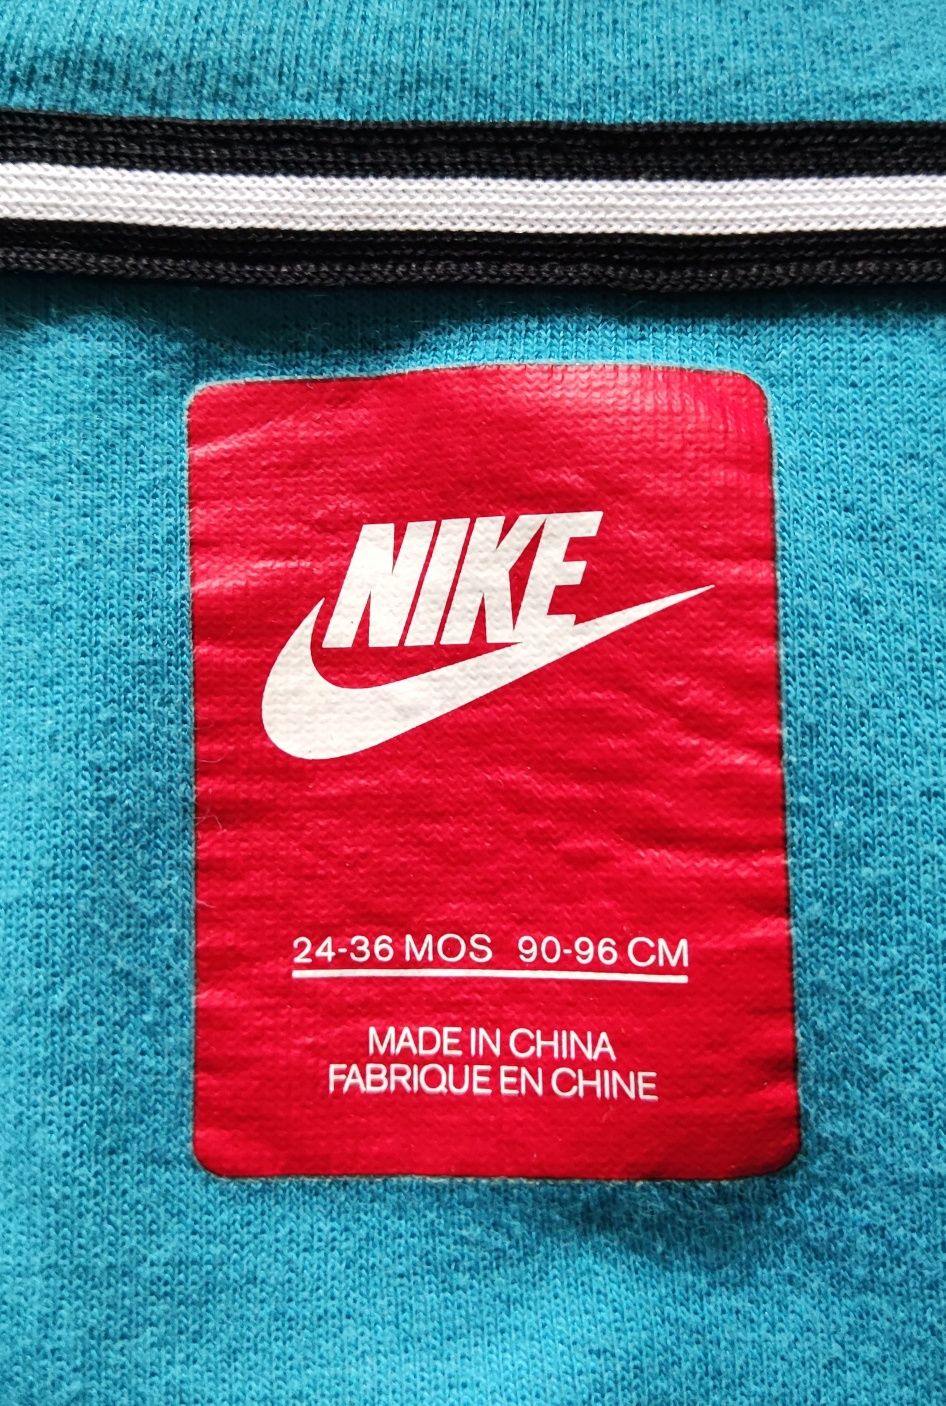 NIKE
24-36 MOS 90-96 CM
MADE IN CHINA
FABRIQUE EN CHINE